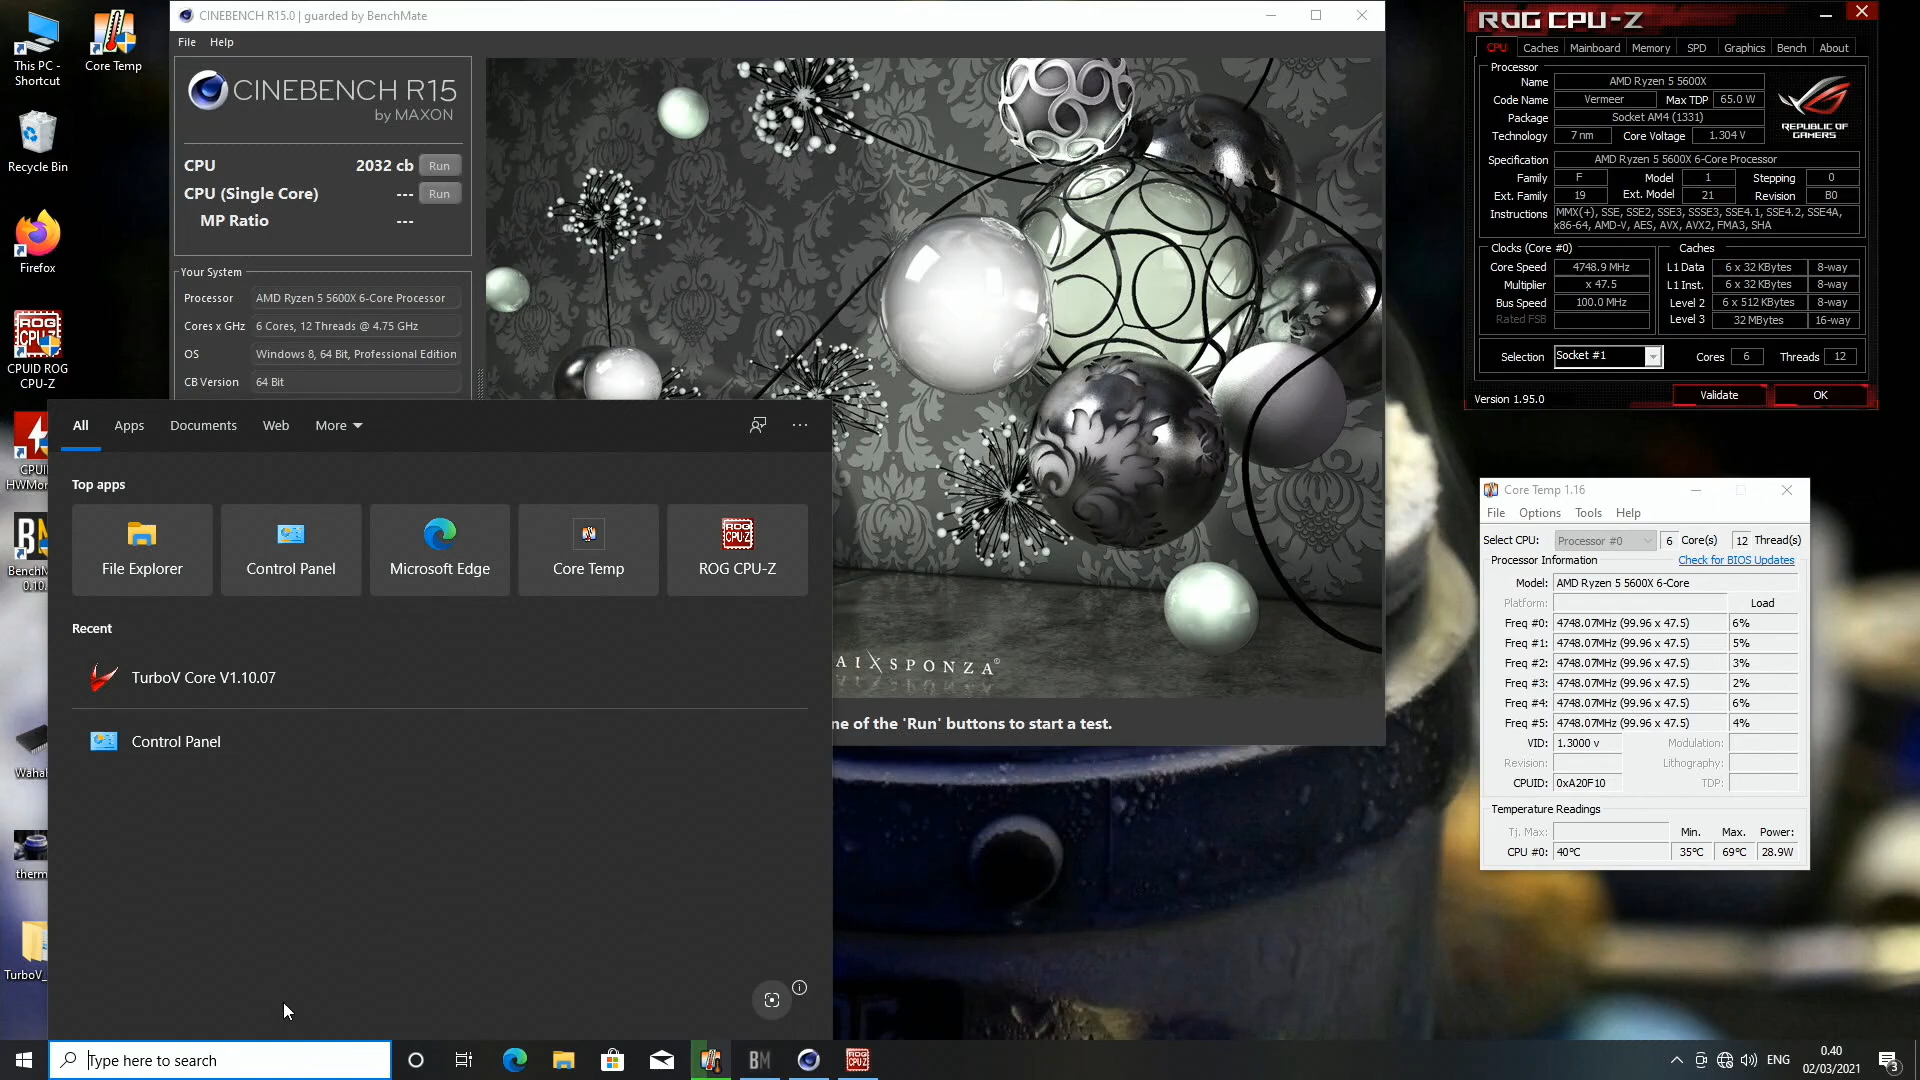 This PC -
Shortcut
Core Temp
Recycle Bin
Firefox
CPUID ROG
CPU-Z
CPUI
HWMon
BM
BenchMa
0.10.
Wahah
therm
TurboV_
CINEBENCH R15.0 | guarded by BenchMate
File Help
CINEBENCH R15
by MAXON
CPU 2032 cb Run
CPU (Single Core) --- Run
MP Ratio ---
Your System
Processor AMD Ryzen 5 5600X 6-Core Processor
Cores x GHz 6 Cores, 12 Threads @ 4.75 GHz
OS Windows 8, 64 Bit, Professional Edition
CB Version 64 Bit
AIXSPONZA®
ne of the 'Run' buttons to start a test.
All Apps Documents Web More
Top apps
File Explorer Control Panel Microsoft Edge Core Temp ROG CPU-Z
Recent
TurboV Core V1.10.07
Control Panel
Type here to search
ROG CPU-Z
CPU Caches Mainboard Memory SPD Graphics Bench About
Processor
Name AMD Ryzen 5 5600X
Code Name Vermeer Max TDP 65.0 W
Package Socket AM4 (1331)
Technology 7 nm Core Voltage 1.304 V
REPUBLIC OF
GAMERS
Specification AMD Ryzen 5 5600X 6-Core Processor
Family F Model 1 Stepping 0
Ext. Family 19 Ext. Model 21 Revision B0
Instructions MMX(+), SSE, SSE2, SSE3, SSSE3, SSE4.1, SSE4.2, SSE4A,
x86-64, AMD-V, AES, AVX, AVX2, FMA3, SHA
Clocks (Core #0) Caches
Core Speed 4748.9 MHz L1 Data 6 x 32 KBytes 8-way
Multiplier x 47.5 L1 Inst. 6 x 32 KBytes 8-way
Bus Speed 100.0 MHz Level 2 6 x 512 KBytes 8-way
Rated FSB Level 3 32 MBytes 16-way
Selection Socket #1 Cores 6 Threads 12
Version 1.95.0 Validate OK
Core Temp 1.16
File Options Tools Help
Select CPU: Processor #0 6 Core(s) 12 Thread(s)
Processor Information Check for BIOS Updates
Model: AMD Ryzen 5 5600X 6-Core
Platform: Load
Freq #0: 4748.07MHz (99.96 x 47.5) 6%
Freq #1: 4748.07MHz (99.96 x 47.5) 5%
Freq #2: 4748.07MHz (99.96 x 47.5) 3%
Freq #3: 4748.07MHz (99.96 x 47.5) 2%
Freq #4: 4748.07MHz (99.96 x 47.5) 6%
Freq #5: 4748.07MHz (99.96 x 47.5) 4%
VID: 1.3000 v Modulation:
Revision: Lithography:
CPUID: 0xA20F10 TDP:
Temperature Readings
Tj. Max: Min. Max. Power:
CPU #0: 40°C 35°C 69°C 28.9W
BM
ROG
CPU-Z
ENG
0.40
02/03/2021
3